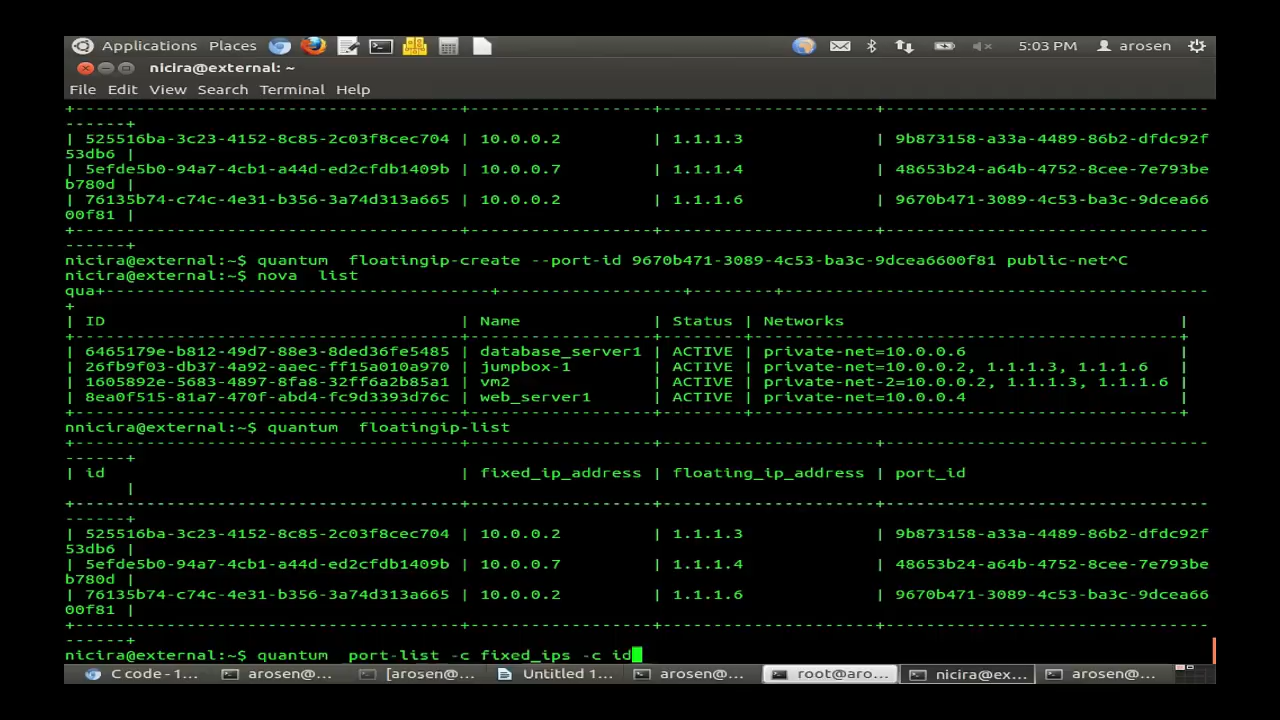 Applications Places 5:03 PM arosen
nicira@external: ~
File Edit View Search Terminal Help
+---------------------------------------+-------------------+----------------------+--------------------------------
------+
| 525516ba-3c23-4152-8c85-2c03f8cec704 | 10.0.0.2 | 1.1.1.3 | 9b873158-a33a-4489-86b2-dfdc92f
53db6 |
| 5efde5b0-94a7-4cb1-a44d-ed2cfdb1409b | 10.0.0.7 | 1.1.1.4 | 48653b24-a64b-4752-8cee-7e793be
b780d |
| 76135b74-c74c-4e31-b356-3a74d313a665 | 10.0.0.2 | 1.1.1.6 | 9670b471-3089-4c53-ba3c-9dcea66
00f81 |
+---------------------------------------+-------------------+----------------------+--------------------------------
------+
nicira@external:~$ quantum floatingip-create --port-id 9670b471-3089-4c53-ba3c-9dcea6600f81 public-net^C
nicira@external:~$ nova list
qua+---------------------------------------+-------------------+--------+------------------------------------------
+
| ID | Name | Status | Networks |
+---------------------------------------+-------------------+--------+------------------------------------------+
| 6465179e-b812-49d7-88e3-8ded36fe5485 | database_server1 | ACTIVE | private-net=10.0.0.6 |
| 26fb9f03-db37-4a92-aaec-ff15a010a970 | jumpbox-1 | ACTIVE | private-net=10.0.0.2, 1.1.1.3, 1.1.1.6 |
| 1605892e-5683-4897-8fa8-32ff6a2b85a1 | vm2 | ACTIVE | private-net-2=10.0.0.2, 1.1.1.3, 1.1.1.6 |
| 8ea0f515-81a7-470f-abd4-fc9d3393d76c | web_server1 | ACTIVE | private-net=10.0.0.4 |
+---------------------------------------+-------------------+--------+------------------------------------------+
nnicira@external:~$ quantum floatingip-list
+---------------------------------------+-------------------+----------------------+--------------------------------
------+
| id | fixed_ip_address | floating_ip_address | port_id
|
+---------------------------------------+-------------------+----------------------+--------------------------------
------+
| 525516ba-3c23-4152-8c85-2c03f8cec704 | 10.0.0.2 | 1.1.1.3 | 9b873158-a33a-4489-86b2-dfdc92f
53db6 |
| 5efde5b0-94a7-4cb1-a44d-ed2cfdb1409b | 10.0.0.7 | 1.1.1.4 | 48653b24-a64b-4752-8cee-7e793be
b780d |
| 76135b74-c74c-4e31-b356-3a74d313a665 | 10.0.0.2 | 1.1.1.6 | 9670b471-3089-4c53-ba3c-9dcea66
00f81 |
+---------------------------------------+-------------------+----------------------+--------------------------------
------+
nicira@external:~$ quantum port-list -c fixed_ips -c id
C code - 1... arosen@... [arosen@... Untitled 1... arosen@... root@aro... nicira@ex... arosen@...